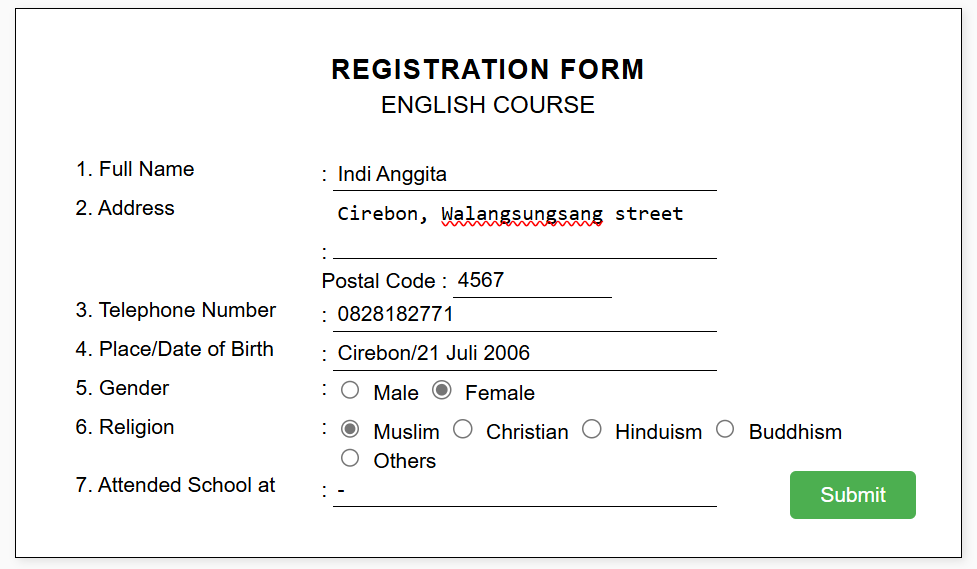 REGISTRATION FORM
ENGLISH COURSE
1. Full Name : Indi Anggita
2. Address : Cirebon, Walangsungsang street
Postal Code : 4567
3. Telephone Number : 0828182771
4. Place/Date of Birth : Cirebon/21 Juli 2006
5. Gender : Male Female
6. Religion : Muslim Christian Hinduism Buddhism
Others
7. Attended School at : -
Submit